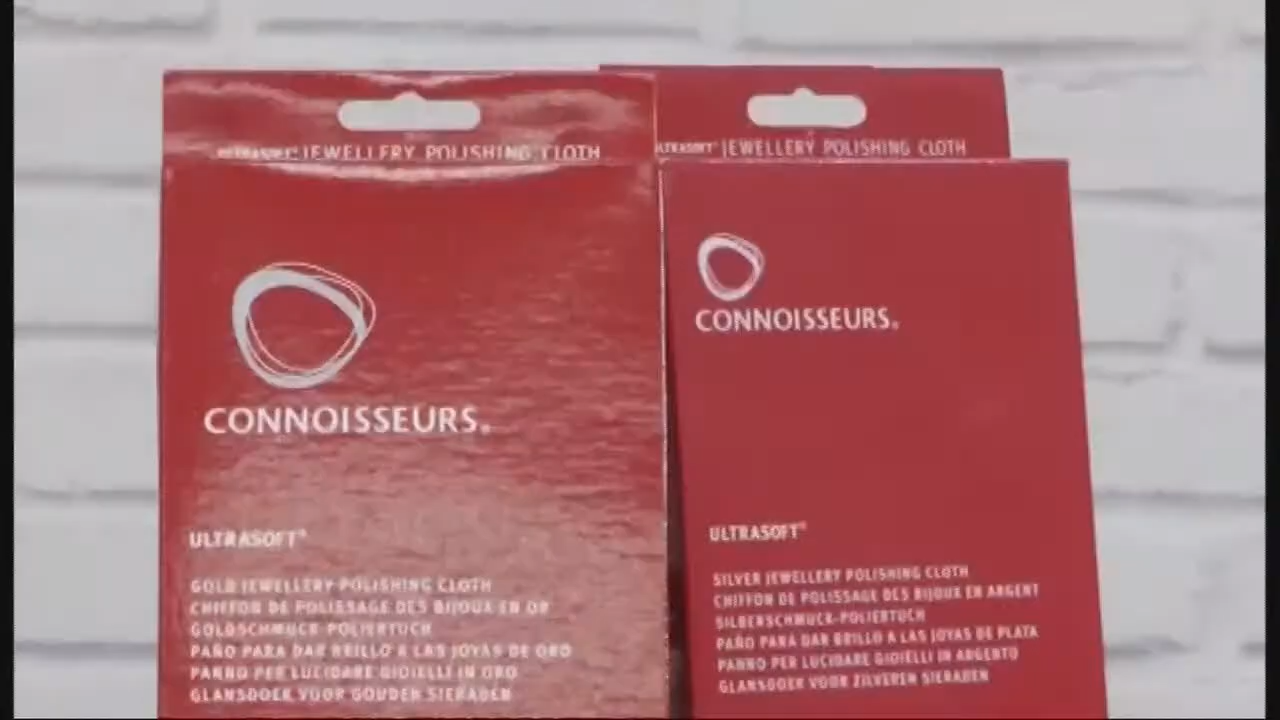 ULTRASOFT® JEWELLERY POLISHING CLOTH
CONNOISSEURS®
ULTRASOFT®
GOLD JEWELLERY POLISHING CLOTH
CHIFFON DE POLISSAGE DES BIJOUX EN OR
GOLDSCHMUCK-POLIERTUCH
PAÑO PARA DAR BRILLO A LAS JOYAS DE ORO
PANNO PER LUCIDARE GIOIELLI IN ORO
GLANSDOEK VOOR GOUDEN SIERADEN
ULTRASOFT® JEWELLERY POLISHING CLOTH
CONNOISSEURS®
ULTRASOFT®
SILVER JEWELLERY POLISHING CLOTH
CHIFFON DE POLISSAGE DES BIJOUX EN ARGENT
SILBERSCHMUCK-POLIERTUCH
PAÑO PARA DAR BRILLO A LAS JOYAS DE PLATA
PANNO PER LUCIDARE GIOIELLI IN ARGENTO
GLANSDOEK VOOR ZILVEREN SIERADEN